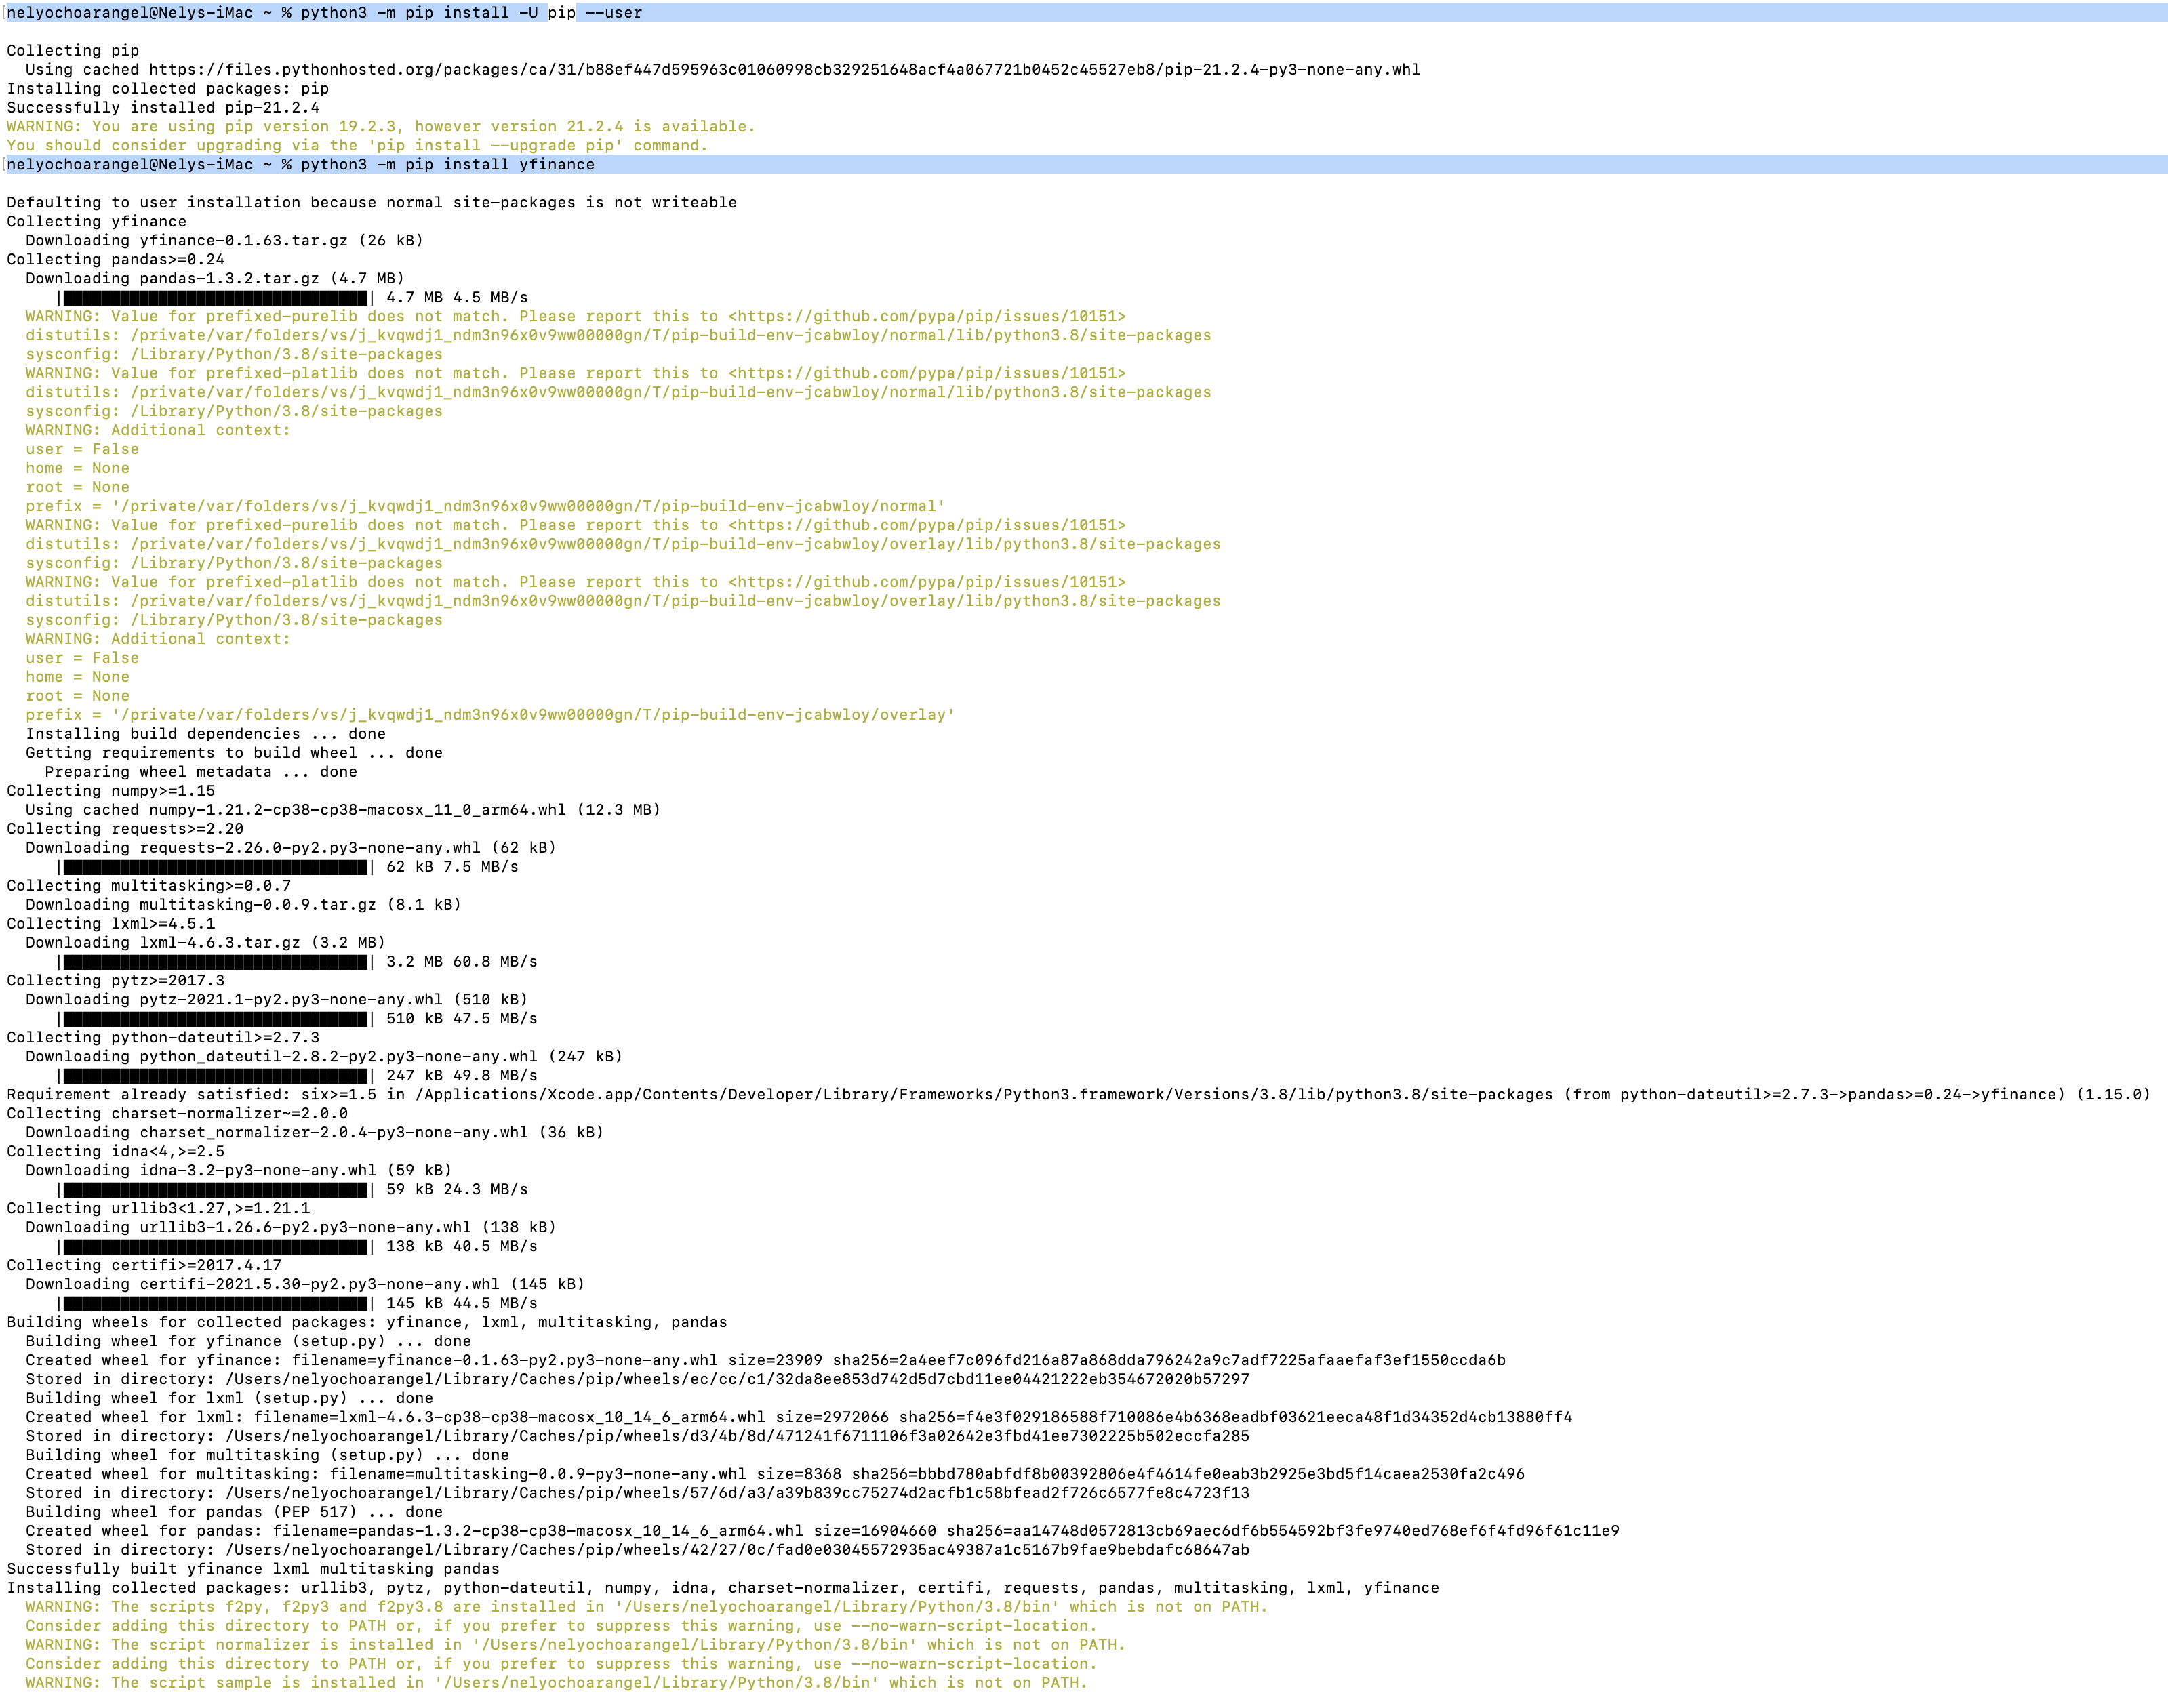 nelyochoarangel@Nelys-iMac ~ % python3 -m pip install -U pip --user
Collecting pip
Using cached https://files.pythonhosted.org/packages/ca/31/b88ef447d595963c01060998cb329251648acf4a067721b0452c45527eb8/pip-21.2.4-py3-none-any.whl
Installing collected packages: pip
Successfully installed pip-21.2.4
WARNING: You are using pip version 19.2.3, however version 21.2.4 is available.
You should consider upgrading via the 'pip install --upgrade pip' command.
nelyochoarangel@Nelys-iMac ~ % python3 -m pip install yfinance
Defaulting to user installation because normal site-packages is not writeable
Collecting yfinance
Downloading yfinance-0.1.63.tar.gz (26 kB)
Collecting pandas>=0.24
Downloading pandas-1.3.2.tar.gz (4.7 MB)
|████████████████████████████████| 4.7 MB 4.5 MB/s
WARNING: Value for prefixed-purelib does not match. Please report this to <https://github.com/pypa/pip/issues/10151>
distutils: /private/var/folders/vs/j_kvqwdj1_ndm3n96x0v9ww00000gn/T/pip-build-env-jcabwloy/normal/lib/python3.8/site-packages
sysconfig: /Library/Python/3.8/site-packages
WARNING: Value for prefixed-platlib does not match. Please report this to <https://github.com/pypa/pip/issues/10151>
distutils: /private/var/folders/vs/j_kvqwdj1_ndm3n96x0v9ww00000gn/T/pip-build-env-jcabwloy/normal/lib/python3.8/site-packages
sysconfig: /Library/Python/3.8/site-packages
WARNING: Additional context:
user = False
home = None
root = None
prefix = '/private/var/folders/vs/j_kvqwdj1_ndm3n96x0v9ww00000gn/T/pip-build-env-jcabwloy/normal'
WARNING: Value for prefixed-purelib does not match. Please report this to <https://github.com/pypa/pip/issues/10151>
distutils: /private/var/folders/vs/j_kvqwdj1_ndm3n96x0v9ww00000gn/T/pip-build-env-jcabwloy/overlay/lib/python3.8/site-packages
sysconfig: /Library/Python/3.8/site-packages
WARNING: Value for prefixed-platlib does not match. Please report this to <https://github.com/pypa/pip/issues/10151>
distutils: /private/var/folders/vs/j_kvqwdj1_ndm3n96x0v9ww00000gn/T/pip-build-env-jcabwloy/overlay/lib/python3.8/site-packages
sysconfig: /Library/Python/3.8/site-packages
WARNING: Additional context:
user = False
home = None
root = None
prefix = '/private/var/folders/vs/j_kvqwdj1_ndm3n96x0v9ww00000gn/T/pip-build-env-jcabwloy/overlay'
Installing build dependencies ... done
Getting requirements to build wheel ... done
Preparing wheel metadata ... done
Collecting numpy>=1.15
Using cached numpy-1.21.2-cp38-cp38-macosx_11_0_arm64.whl (12.3 MB)
Collecting requests>=2.20
Downloading requests-2.26.0-py2.py3-none-any.whl (62 kB)
|████████████████████████████████| 62 kB 7.5 MB/s
Collecting multitasking>=0.0.7
Downloading multitasking-0.0.9.tar.gz (8.1 kB)
Collecting lxml>=4.5.1
Downloading lxml-4.6.3.tar.gz (3.2 MB)
|████████████████████████████████| 3.2 MB 60.8 MB/s
Collecting pytz>=2017.3
Downloading pytz-2021.1-py2.py3-none-any.whl (510 kB)
|████████████████████████████████| 510 kB 47.5 MB/s
Collecting python-dateutil>=2.7.3
Downloading python_dateutil-2.8.2-py2.py3-none-any.whl (247 kB)
|████████████████████████████████| 247 kB 49.8 MB/s
Requirement already satisfied: six>=1.5 in /Applications/Xcode.app/Contents/Developer/Library/Frameworks/Python3.framework/Versions/3.8/lib/python3.8/site-packages (from python-dateutil>=2.7.3->pandas>=0.24->yfinance) (1.15.0)
Collecting charset-normalizer~=2.0.0
Downloading charset_normalizer-2.0.4-py3-none-any.whl (36 kB)
Collecting idna<4,>=2.5
Downloading idna-3.2-py3-none-any.whl (59 kB)
|████████████████████████████████| 59 kB 24.3 MB/s
Collecting urllib3<1.27,>=1.21.1
Downloading urllib3-1.26.6-py2.py3-none-any.whl (138 kB)
|████████████████████████████████| 138 kB 40.5 MB/s
Collecting certifi>=2017.4.17
Downloading certifi-2021.5.30-py2.py3-none-any.whl (145 kB)
|████████████████████████████████| 145 kB 44.5 MB/s
Building wheels for collected packages: yfinance, lxml, multitasking, pandas
Building wheel for yfinance (setup.py) ... done
Created wheel for yfinance: filename=yfinance-0.1.63-py2.py3-none-any.whl size=23909 sha256=2a4eef7c096fd216a87a868dda796242a9c7adf7225afaaefaf3ef1550ccda6b
Stored in directory: /Users/nelyochoarangel/Library/Caches/pip/wheels/ec/cc/c1/32da8ee853d742d5d7cbd11ee04421222eb354672020b57297
Building wheel for lxml (setup.py) ... done
Created wheel for lxml: filename=lxml-4.6.3-cp38-cp38-macosx_10_14_6_arm64.whl size=2972066 sha256=f4e3f029186588f710086e4b6368eadbf03621eeca48f1d34352d4cb13880ff4
Stored in directory: /Users/nelyochoarangel/Library/Caches/pip/wheels/d3/4b/8d/471241f6711106f3a02642e3fbd41ee7302225b502eccfa285
Building wheel for multitasking (setup.py) ... done
Created wheel for multitasking: filename=multitasking-0.0.9-py3-none-any.whl size=8368 sha256=bbbd780abfdf8b00392806e4f4614fe0eab3b2925e3bd5f14caea2530fa2c496
Stored in directory: /Users/nelyochoarangel/Library/Caches/pip/wheels/57/6d/a3/a39b839cc75274d2acfb1c58bfead2f726c6577fe8c4723f13
Building wheel for pandas (PEP 517) ... done
Created wheel for pandas: filename=pandas-1.3.2-cp38-cp38-macosx_10_14_6_arm64.whl size=16904660 sha256=aa14748d0572813cb69aec6df6b554592bf3fe9740ed768ef6f4fd96f61c11e9
Stored in directory: /Users/nelyochoarangel/Library/Caches/pip/wheels/42/27/0c/fad0e03045572935ac49387a1c5167b9fae9bebdafc68647ab
Successfully built yfinance lxml multitasking pandas
Installing collected packages: urllib3, pytz, python-dateutil, numpy, idna, charset-normalizer, certifi, requests, pandas, multitasking, lxml, yfinance
WARNING: The scripts f2py, f2py3 and f2py3.8 are installed in '/Users/nelyochoarangel/Library/Python/3.8/bin' which is not on PATH.
Consider adding this directory to PATH or, if you prefer to suppress this warning, use --no-warn-script-location.
WARNING: The script normalizer is installed in '/Users/nelyochoarangel/Library/Python/3.8/bin' which is not on PATH.
Consider adding this directory to PATH or, if you prefer to suppress this warning, use --no-warn-script-location.
WARNING: The script sample is installed in '/Users/nelyochoarangel/Library/Python/3.8/bin' which is not on PATH.